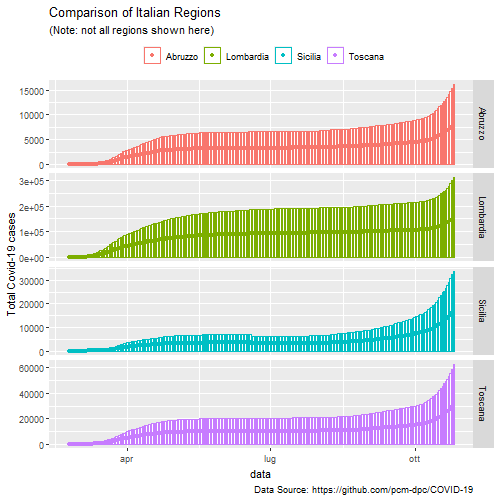 Comparison of Italian Regions
(Note: not all regions shown here)
Abruzzo Lombardia Sicilia Toscana
Total Covid-19 cases
15000
10000
5000
0
Abruzzo
3e+05
2e+05
1e+05
0e+00
Lombardia
30000
20000
10000
0
Sicilia
60000
40000
20000
0
Toscana
apr lug ott
data
Data Source: https://github.com/pcm-dpc/COVID-19